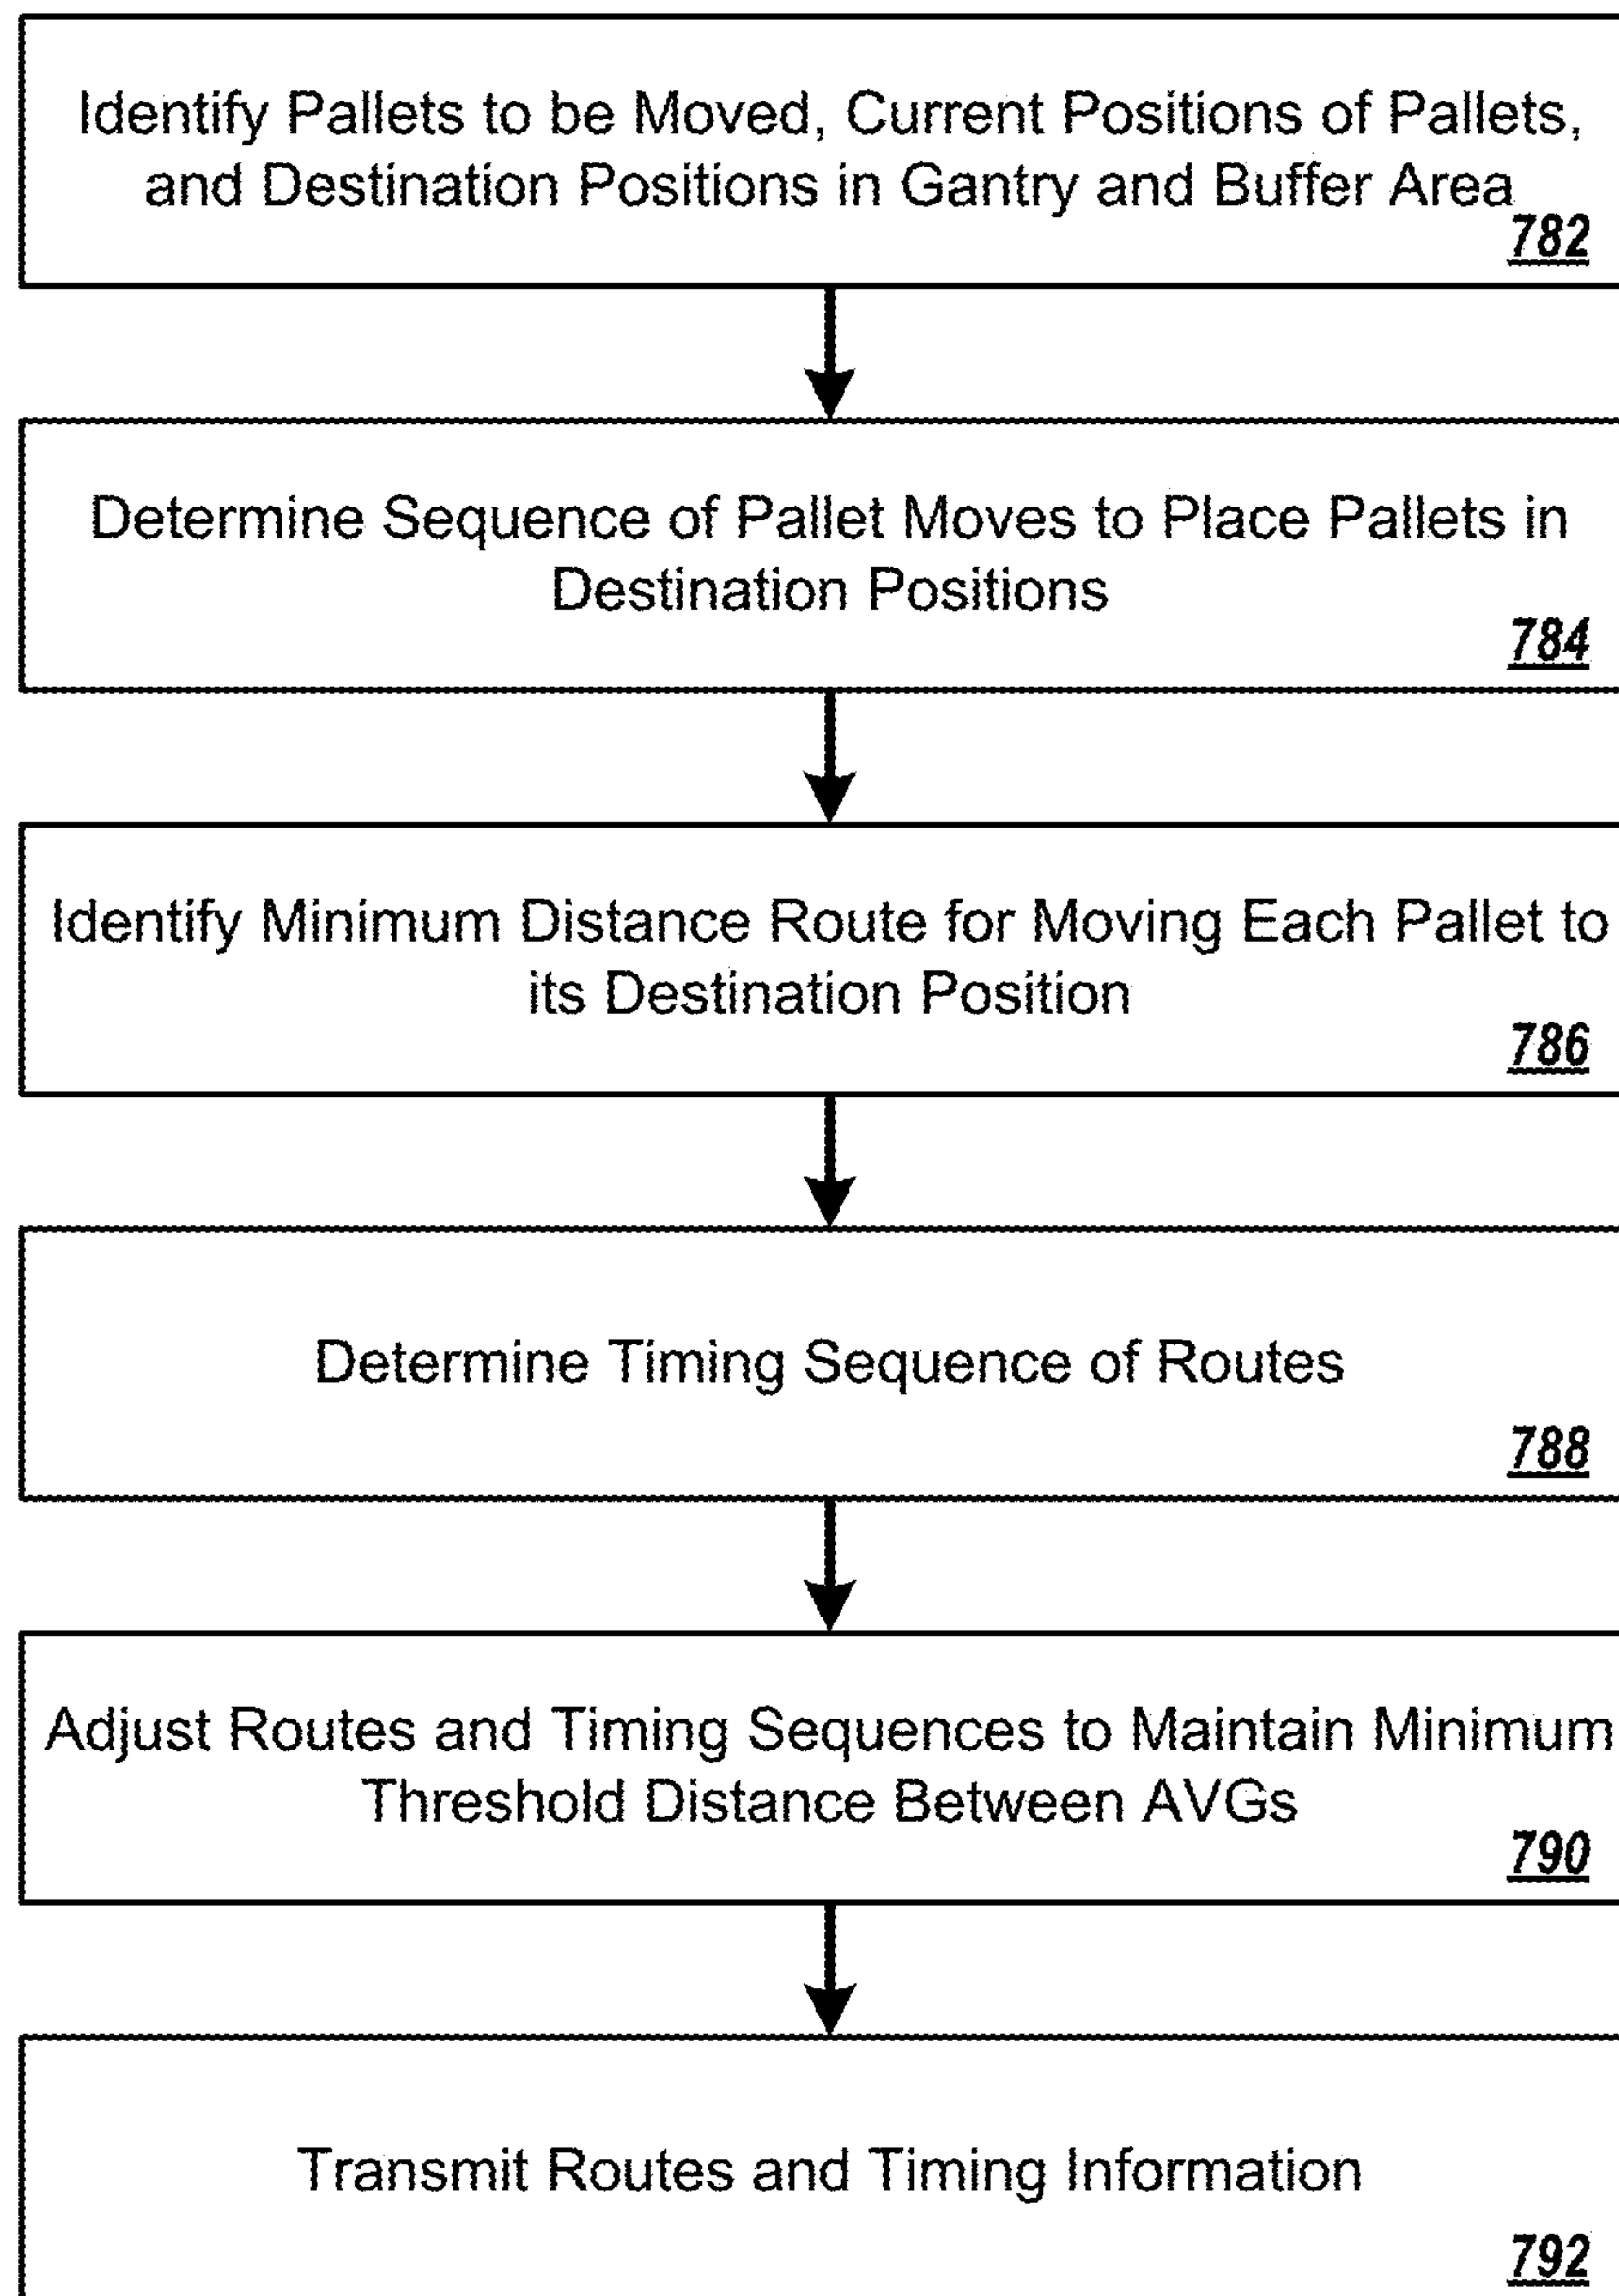 Identify Pallets to be Moved, Current Positions of Pallets,
and Destination Positions in Gantry and Buffer Area
782
Determine Sequence of Pallet Moves to Place Pallets in
Destination Positions
784
Identify Minimum Distance Route for Moving Each Pallet to
its Destination Position
786
Determine Timing Sequence of Routes
788
Adjust Routes and Timing Sequences to Maintain Minimum
Threshold Distance Between AVGs
790
Transmit Routes and Timing Information
792